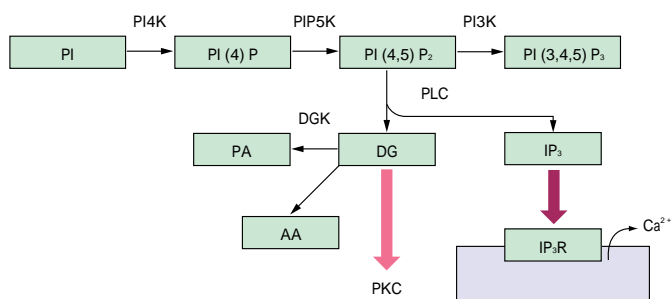 PI4K
PIP5K
PI3K
PI
PI (4) P
PI (4,5) P₂
PI (3,4,5) P₃
PLC
DGK
PA
DG
IP₃
AA
IP₃R
Ca²⁺
PKC